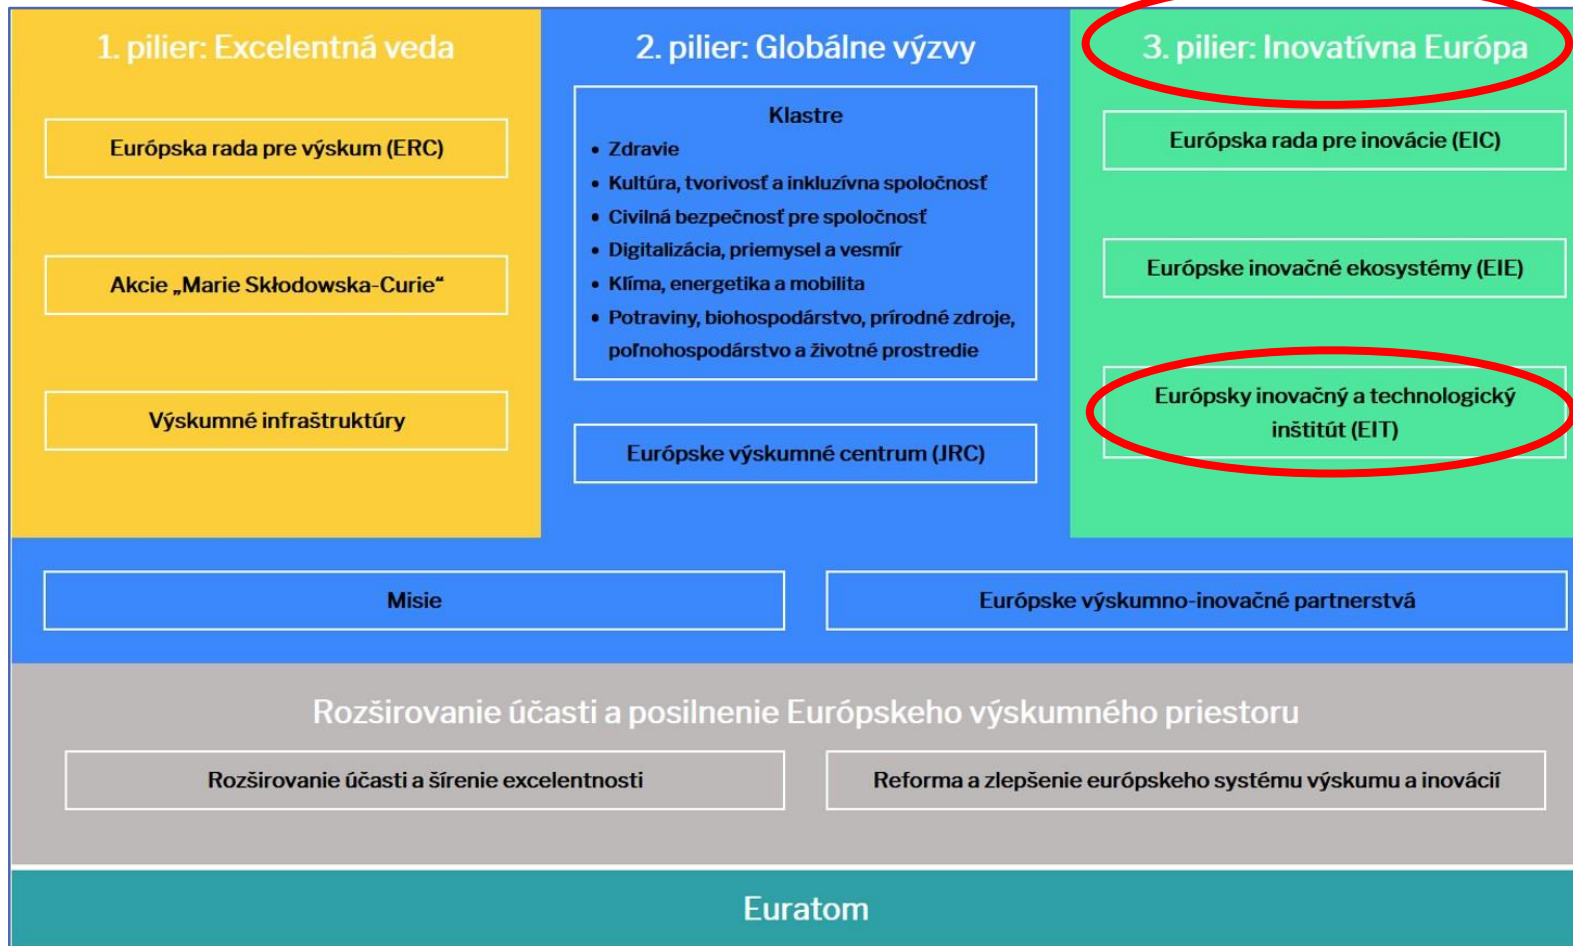 1. pilier: Excelentná veda
Európska rada pre výskum (ERC)
Akcie „Marie Skłodowska-Curie“
Výskumné infraštruktúry
2. pilier: Globálne výzvy
Klastre
• Zdravie
• Kultúra, tvorivosť a inkluzívna spoločnosť
• Civilná bezpečnosť pre spoločnosť
• Digitalizácia, priemysel a vesmír
• Klíma, energetika a mobilita
• Potraviny, biohospodárstvo, prírodné zdroje,
poľnohospodárstvo a životné prostredie
Európske výskumné centrum (JRC)
3. pilier: Inovatívna Európa
Európska rada pre inovácie (EIC)
Európske inovačné ekosystémy (EIE)
Európsky inovačný a technologický
inštitút (EIT)
Misie
Európske výskumno-inovačné partnerstvá
Rozširovanie účasti a posilnenie Európskeho výskumného priestoru
Rozširovanie účasti a šírenie excelentnosti
Reforma a zlepšenie európskeho systému výskumu a inovácií
Euratom